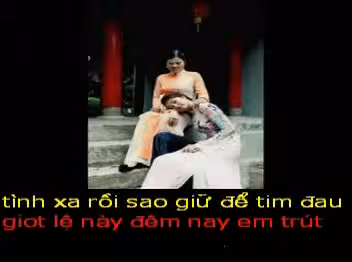 tình xa rồi sao giữ để tim đau
giot lệ này đêm nay em trút